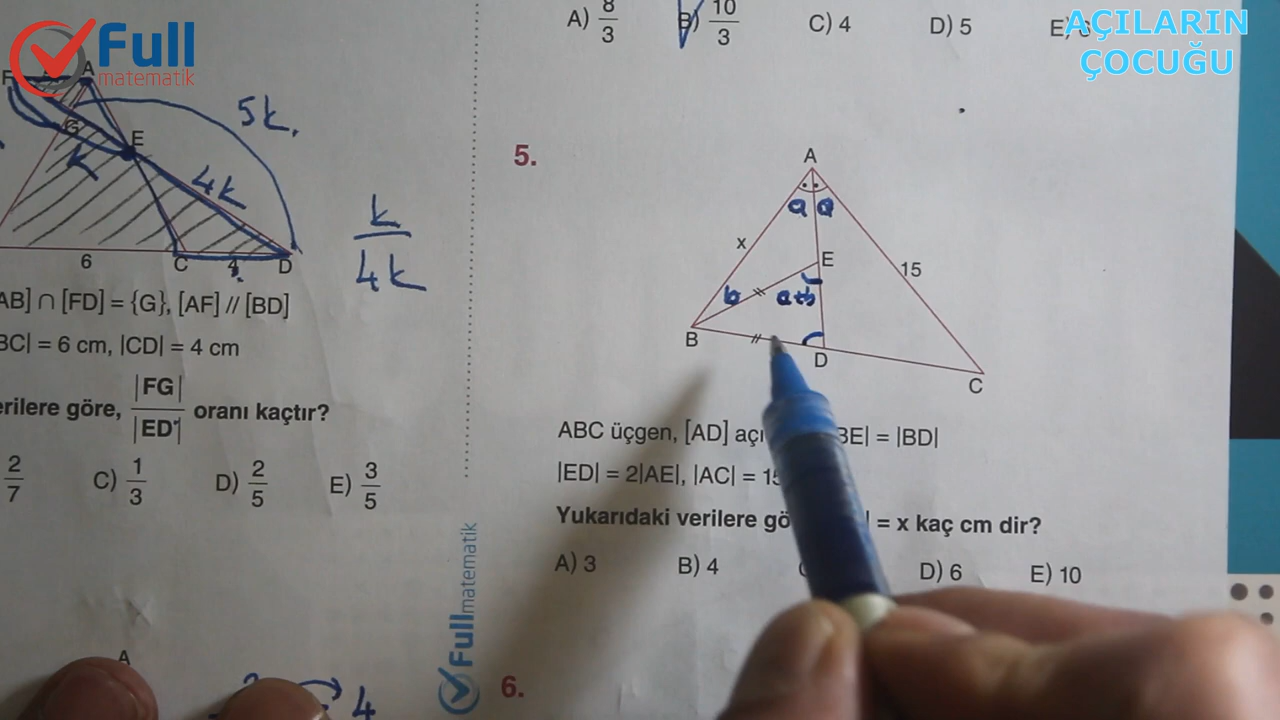 Full
matematik
AÇILARIN
ÇOCUĞU
A) 8/3 B) 10/3 C) 4 D) 5 E)
F A
G
E
5k.
4k
k
k/4k
6 C 4 D
AB] ∩ [FD] = {G}, [AF] // [BD]
BC| = 6 cm, |CD| = 4 cm
erilere göre, |FG|/|ED| oranı kaçtır?
2/7 C) 1/3 D) 2/5 E) 3/5
5.
A
a a
x
E
15
b a+b
B
D
C
ABC üçgen, [AD] açı BE| = |BD|
|ED| = 2|AE|, |AC| = 15
Yukarıdaki verilere gö | = x kaç cm dir?
A) 3 B) 4 D) 6 E) 10
Fullmatematik
6.
A
4